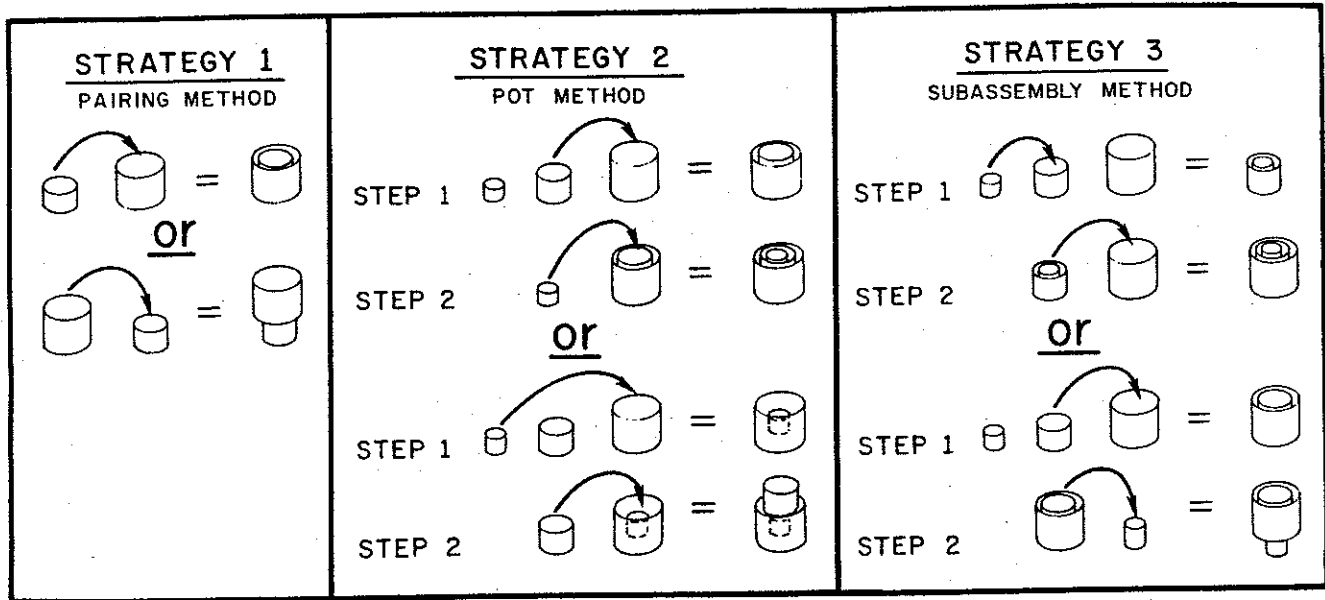 STRATEGY 1
PAIRING METHOD
=
or
=
STRATEGY 2
POT METHOD
STEP 1 =
STEP 2 =
or
STEP 1 =
STEP 2 =
STRATEGY 3
SUBASSEMBLY METHOD
STEP 1 =
STEP 2 =
or
STEP 1 =
STEP 2 =